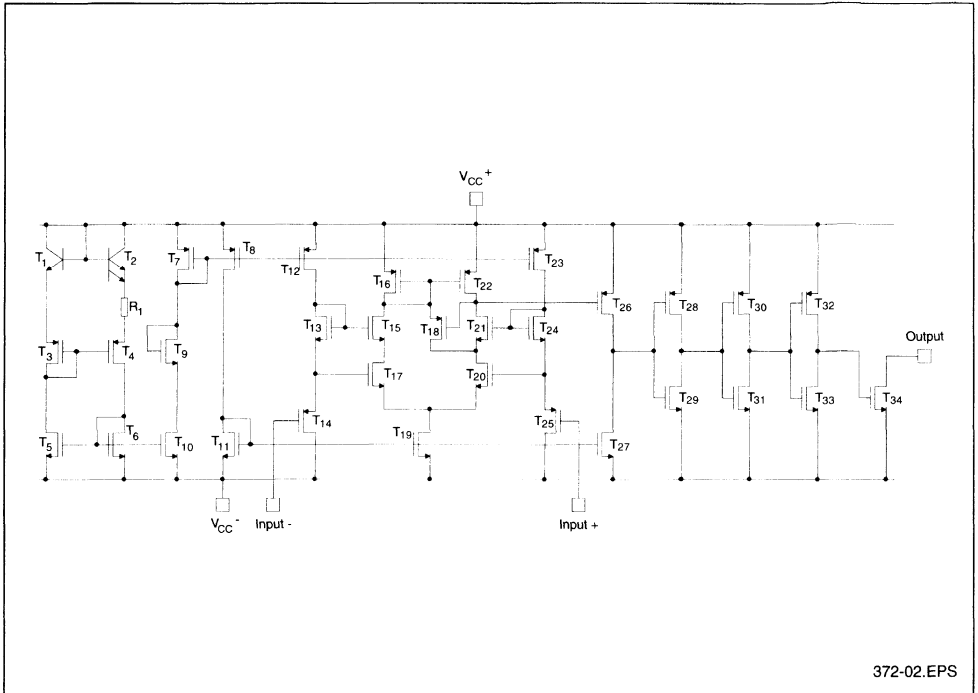 VCC+
T1
T2
T7
T8
T12
T16
T22
T23
R1
T13
T15
T18
T21
T24
T26
T28
T30
T32
Output
T3
T4
T9
T17
T20
T29
T31
T33
T34
T5
T6
T10
T11
T14
T19
T25
T27
VCC-
Input -
Input +
372-02.EPS